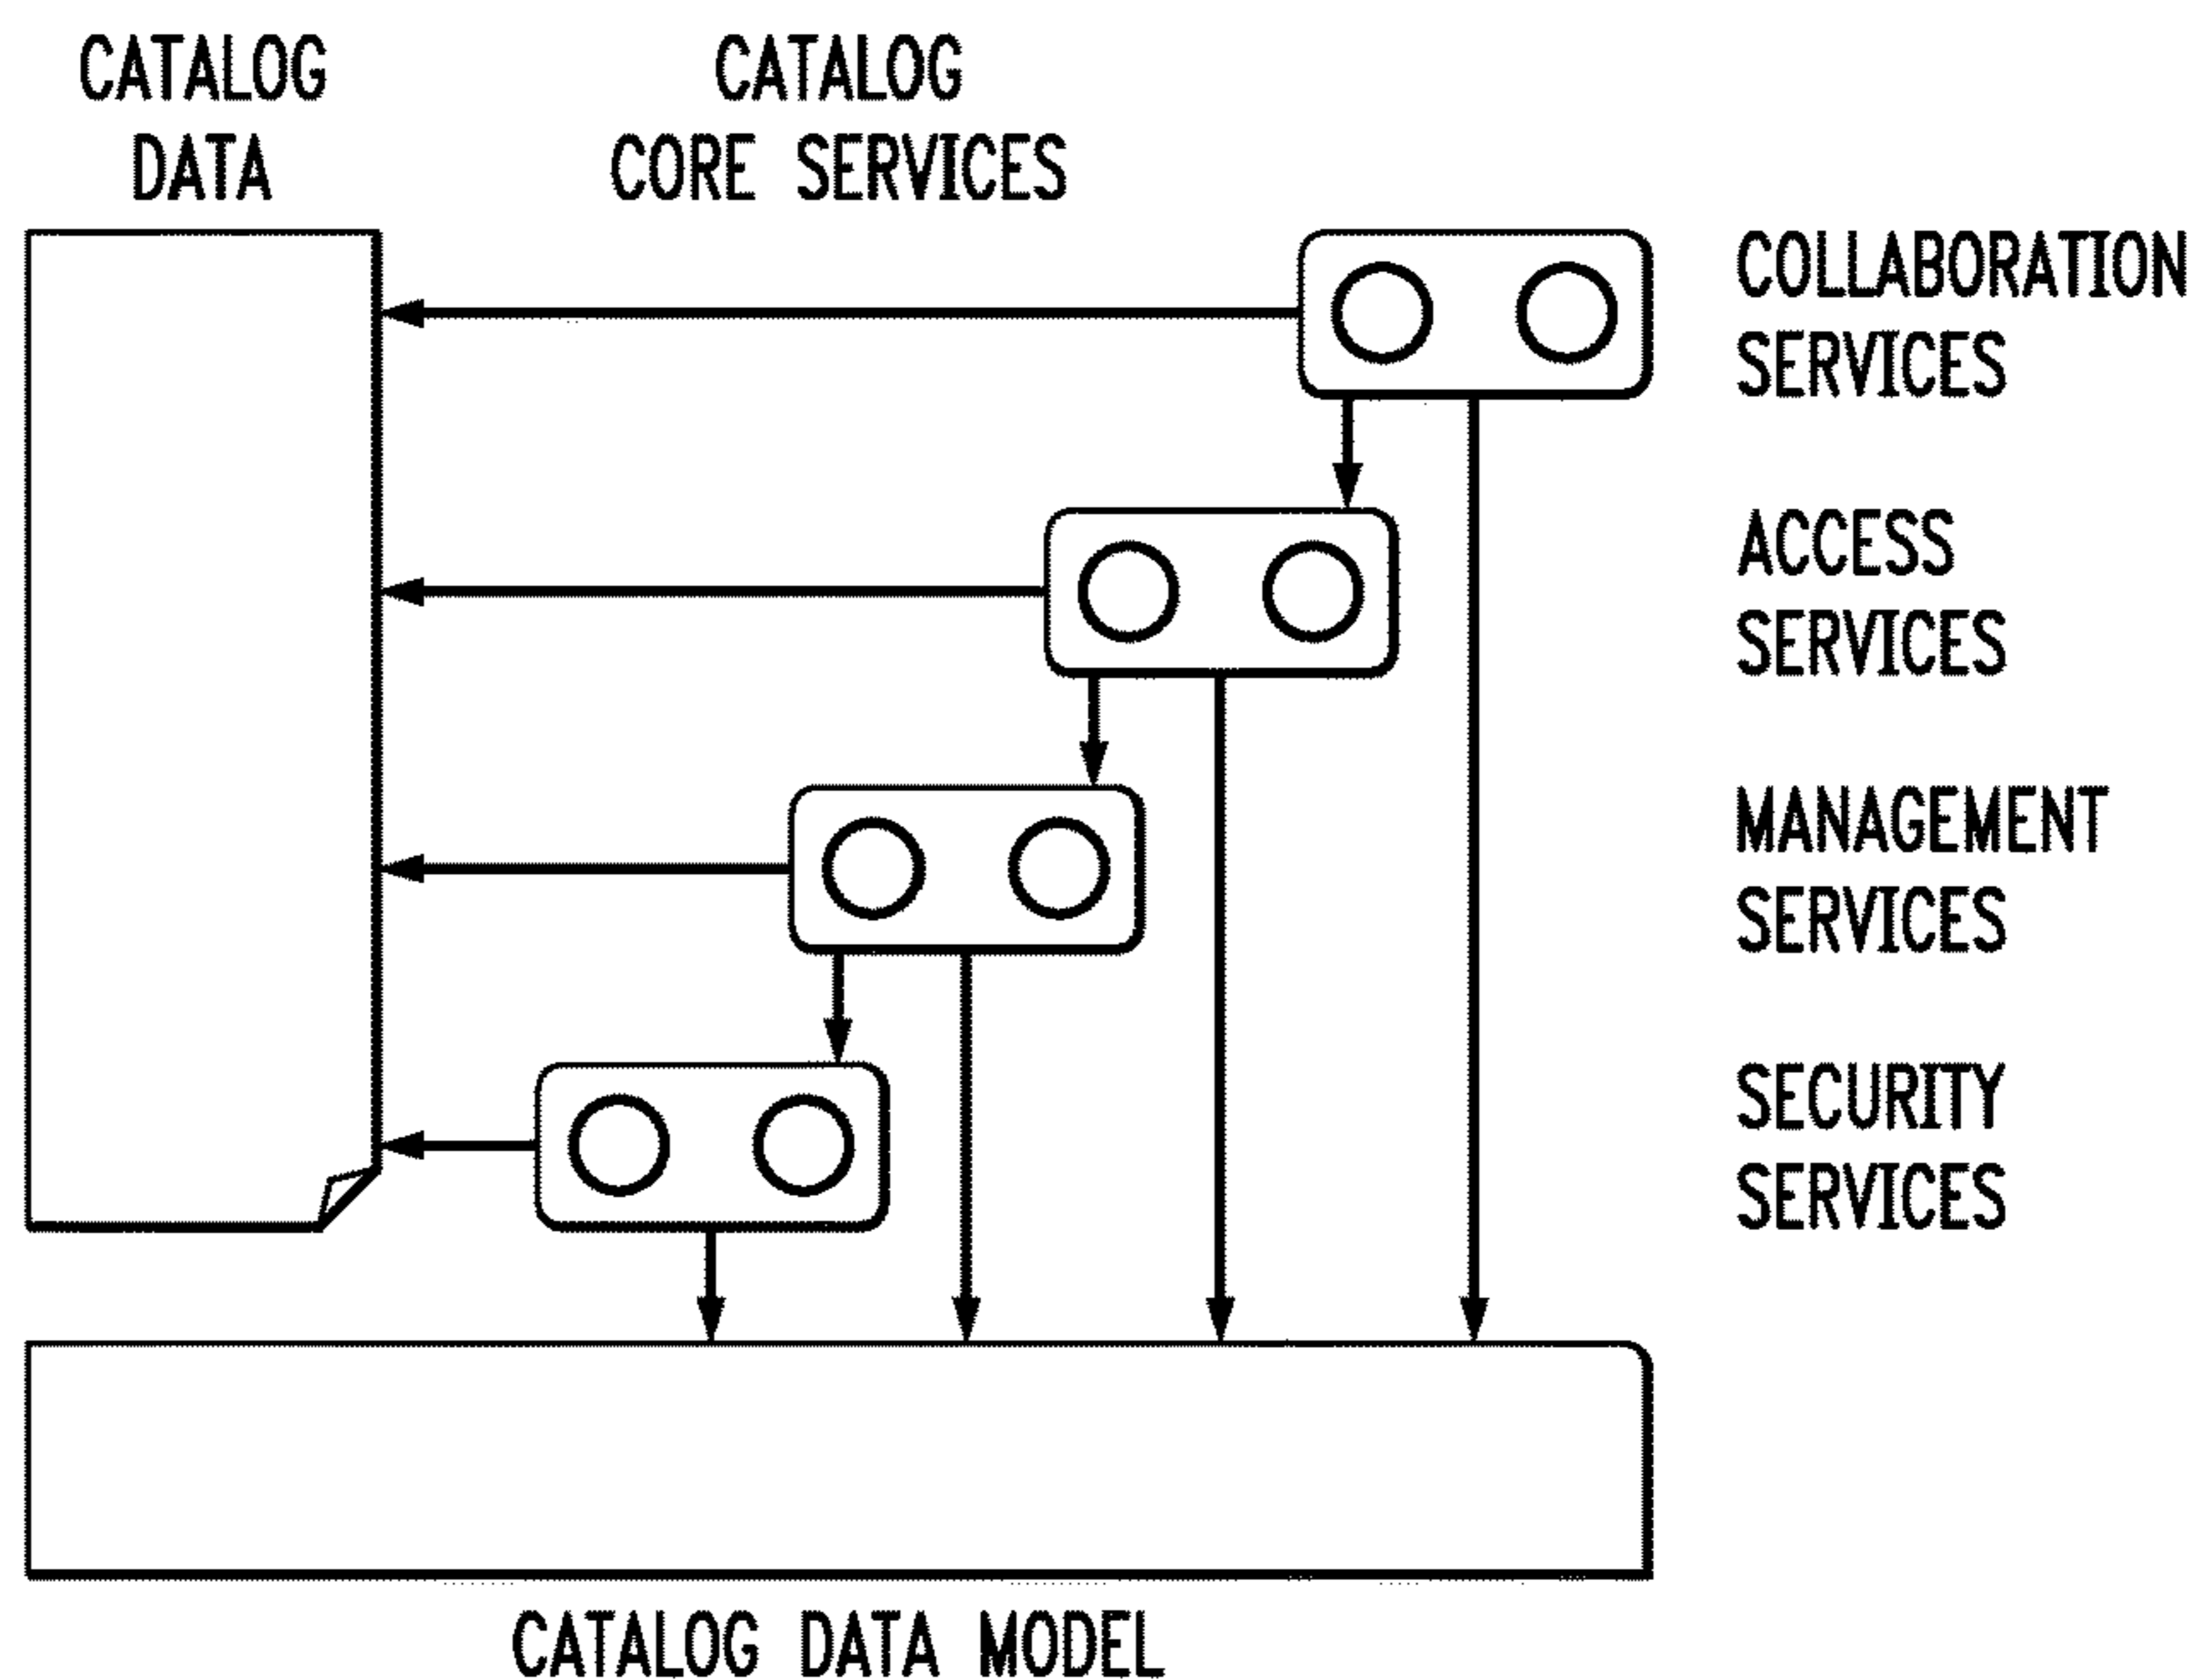 CATALOG
DATA
CATALOG
CORE SERVICES
COLLABORATION
SERVICES
ACCESS
SERVICES
MANAGEMENT
SERVICES
SECURITY
SERVICES
CATALOG DATA MODEL